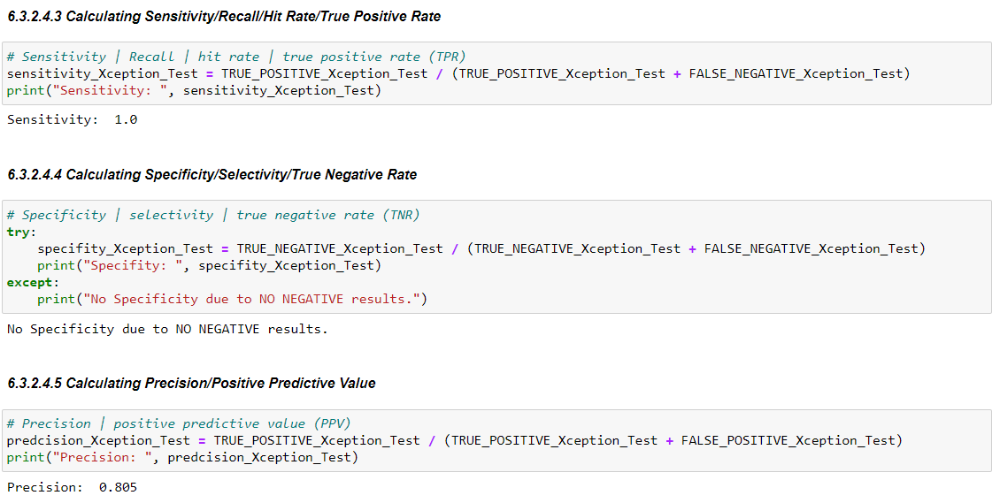 6.3.2.4.3 Calculating Sensitivity/Recall/Hit Rate/True Positive Rate
# Sensitivity | Recall | hit rate | true positive rate (TPR)
sensitivity_Xception_Test = TRUE_POSITIVE_Xception_Test / (TRUE_POSITIVE_Xception_Test + FALSE_NEGATIVE_Xception_Test)
print("Sensitivity: ", sensitivity_Xception_Test)
Sensitivity:  1.0
6.3.2.4.4 Calculating Specificity/Selectivity/True Negative Rate
# Specificity | selectivity | true negative rate (TNR)
try:
    specifity_Xception_Test = TRUE_NEGATIVE_Xception_Test / (TRUE_NEGATIVE_Xception_Test + FALSE_NEGATIVE_Xception_Test)
    print("Specifity: ", specifity_Xception_Test)
except:
    print("No Specificity due to NO NEGATIVE results.")
No Specificity due to NO NEGATIVE results.
6.3.2.4.5 Calculating Precision/Positive Predictive Value
# Precision | positive predictive value (PPV)
predcision_Xception_Test = TRUE_POSITIVE_Xception_Test / (TRUE_POSITIVE_Xception_Test + FALSE_POSITIVE_Xception_Test)
print("Precision: ", predcision_Xception_Test)
Precision:  0.805